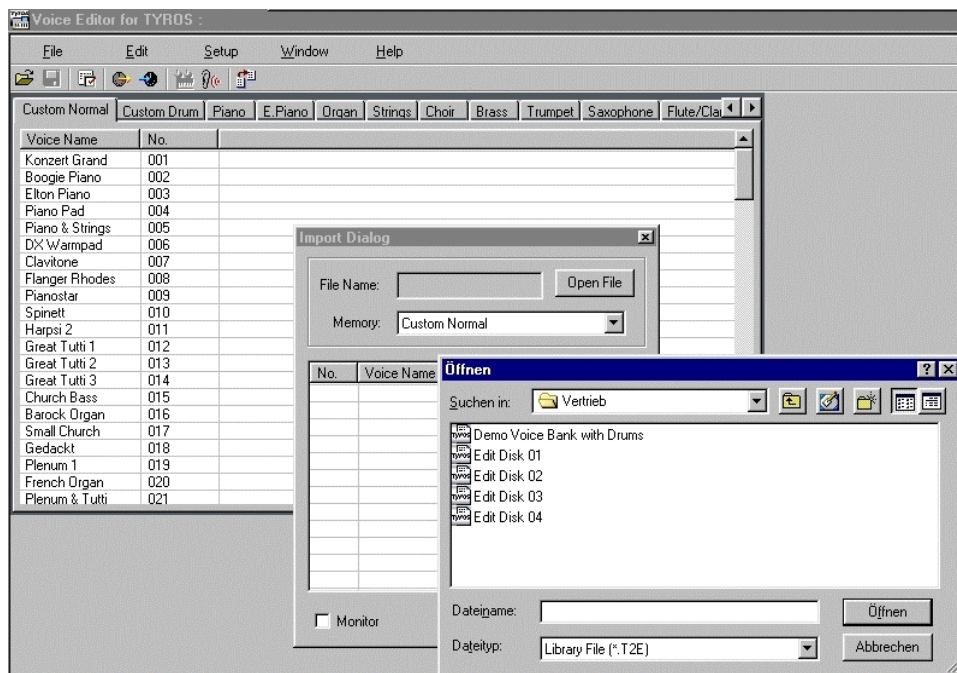 Voice Editor for TYROS :
File Edit Setup Window Help
Custom Normal Custom Drum Piano E.Piano Organ Strings Choir Brass Trumpet Saxophone Flute/Cla
Voice Name No.
Konzert Grand 001
Boogie Piano 002
Elton Piano 003
Piano Pad 004
Piano & Strings 005
DX Warmpad 006
Clavitone 007
Flanger Rhodes 008
Pianostar 009
Spinett 010
Harpsi 2 011
Great Tutti 1 012
Great Tutti 2 013
Great Tutti 3 014
Church Bass 015
Barock Organ 016
Small Church 017
Gedackt 018
Plenum 1 019
French Organ 020
Plenum & Tutti 021
Import Dialog
File Name: Open File
Memory: Custom Normal
No. Voice Name
Monitor
Öffnen
Suchen in: Vertrieb
Demo Voice Bank with Drums
Edit Disk 01
Edit Disk 02
Edit Disk 03
Edit Disk 04
Dateiname: Öffnen
Dateityp: Library File (*.T2E) Abbrechen